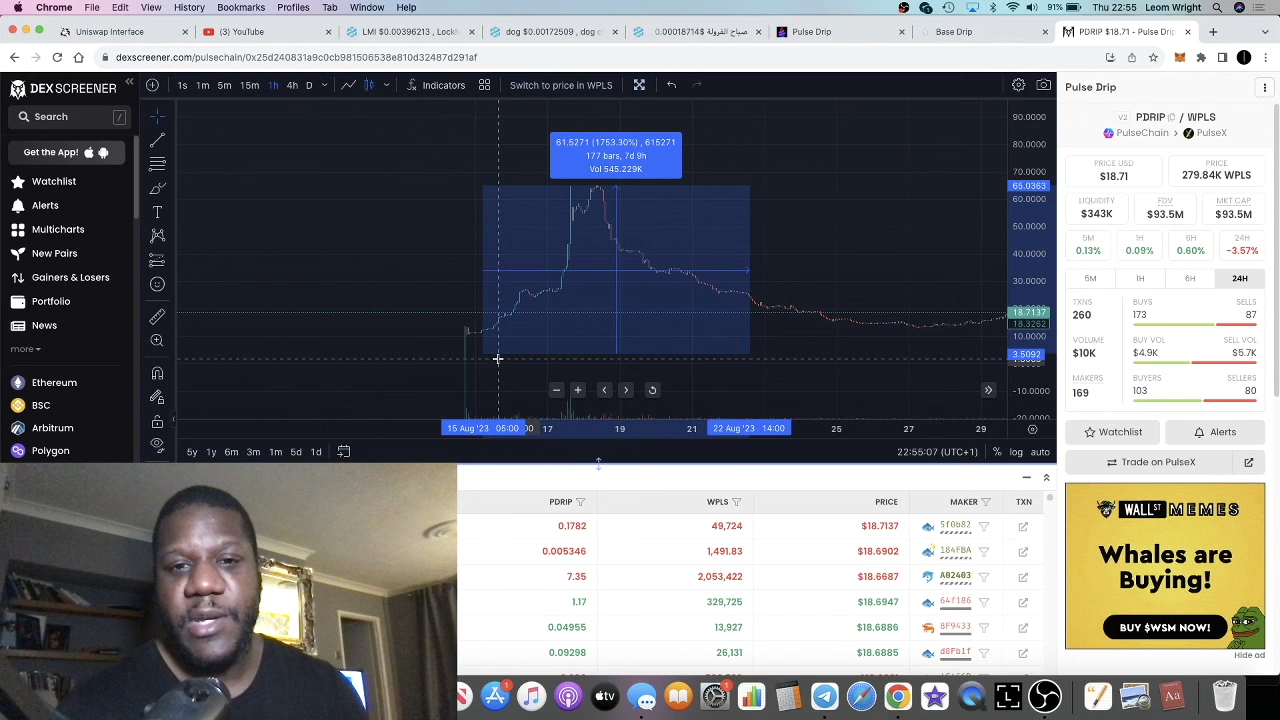 Chrome File Edit View History Bookmarks Profiles Tab Window Help 91% Leom Wright
Uniswap Interface
(3) YouTube
LMI $0.00396213 , Lockh
dog $0.00172509 , dog c
Pulse Drip
Base Drip
PDRIP $18.71 - Pulse Drip
dexscreener.com/pulsechain/0x25d240831a9c0cb981506538e810d32487d291af
DEX SCREENER
1s 1m 5m 15m 1h 4h D
Indicators
Switch to price in WPLS
Search /
Get the App!
Watchlist
Alerts
Multicharts
New Pairs
Gainers & Losers
Portfolio
News
more
Ethereum
BSC
Arbitrum
Polygon
61.5271 (1753.30%) , 615271
177 bars, 7d 9h
Vol 545.229K
90.0000
80.0000
70.0000
65.0363
60.0000
50.0000
40.0000
30.0000
18.7137
18.3262
10.0000
3.5092
-10.0000
-20.0000
15 Aug '23 05:00 17 19 21 22 Aug '23 14:00 25 27 29
5y 1y 6m 3m 1m 5d 1d
22:55:07 (UTC+1) % log auto
PDRIP WPLS PRICE MAKER TXN
0.1782 49,724 $18.7137 5f0b82
0.005346 1,491.83 $18.6902 184FBA
7.35 2,053,422 $18.6687 A02403
1.17 329,725 $18.6947 64f186
0.04955 13,927 $18.6886 8F9433
0.09298 26,131 $18.6885 d8Fb1f
Pulse Drip
V2 PDRIP / WPLS
PulseChain > PulseX
PRICE USD
$18.71
PRICE
279.84K WPLS
LIQUIDITY
$343K
FDV
$93.5M
MKT CAP
$93.5M
5M
0.13%
1H
0.09%
6H
0.60%
24H
-3.57%
5M 1H 6H 24H
TXNS
260
BUYS
173
SELLS
87
VOLUME
$10K
BUY VOL
$4.9K
SELL VOL
$5.7K
MAKERS
169
BUYERS
103
SELLERS
80
Watchlist
Alerts
Trade on PulseX
WALL ST MEMES
Whales are
Buying!
BUY $WSM NOW!
Hide ad